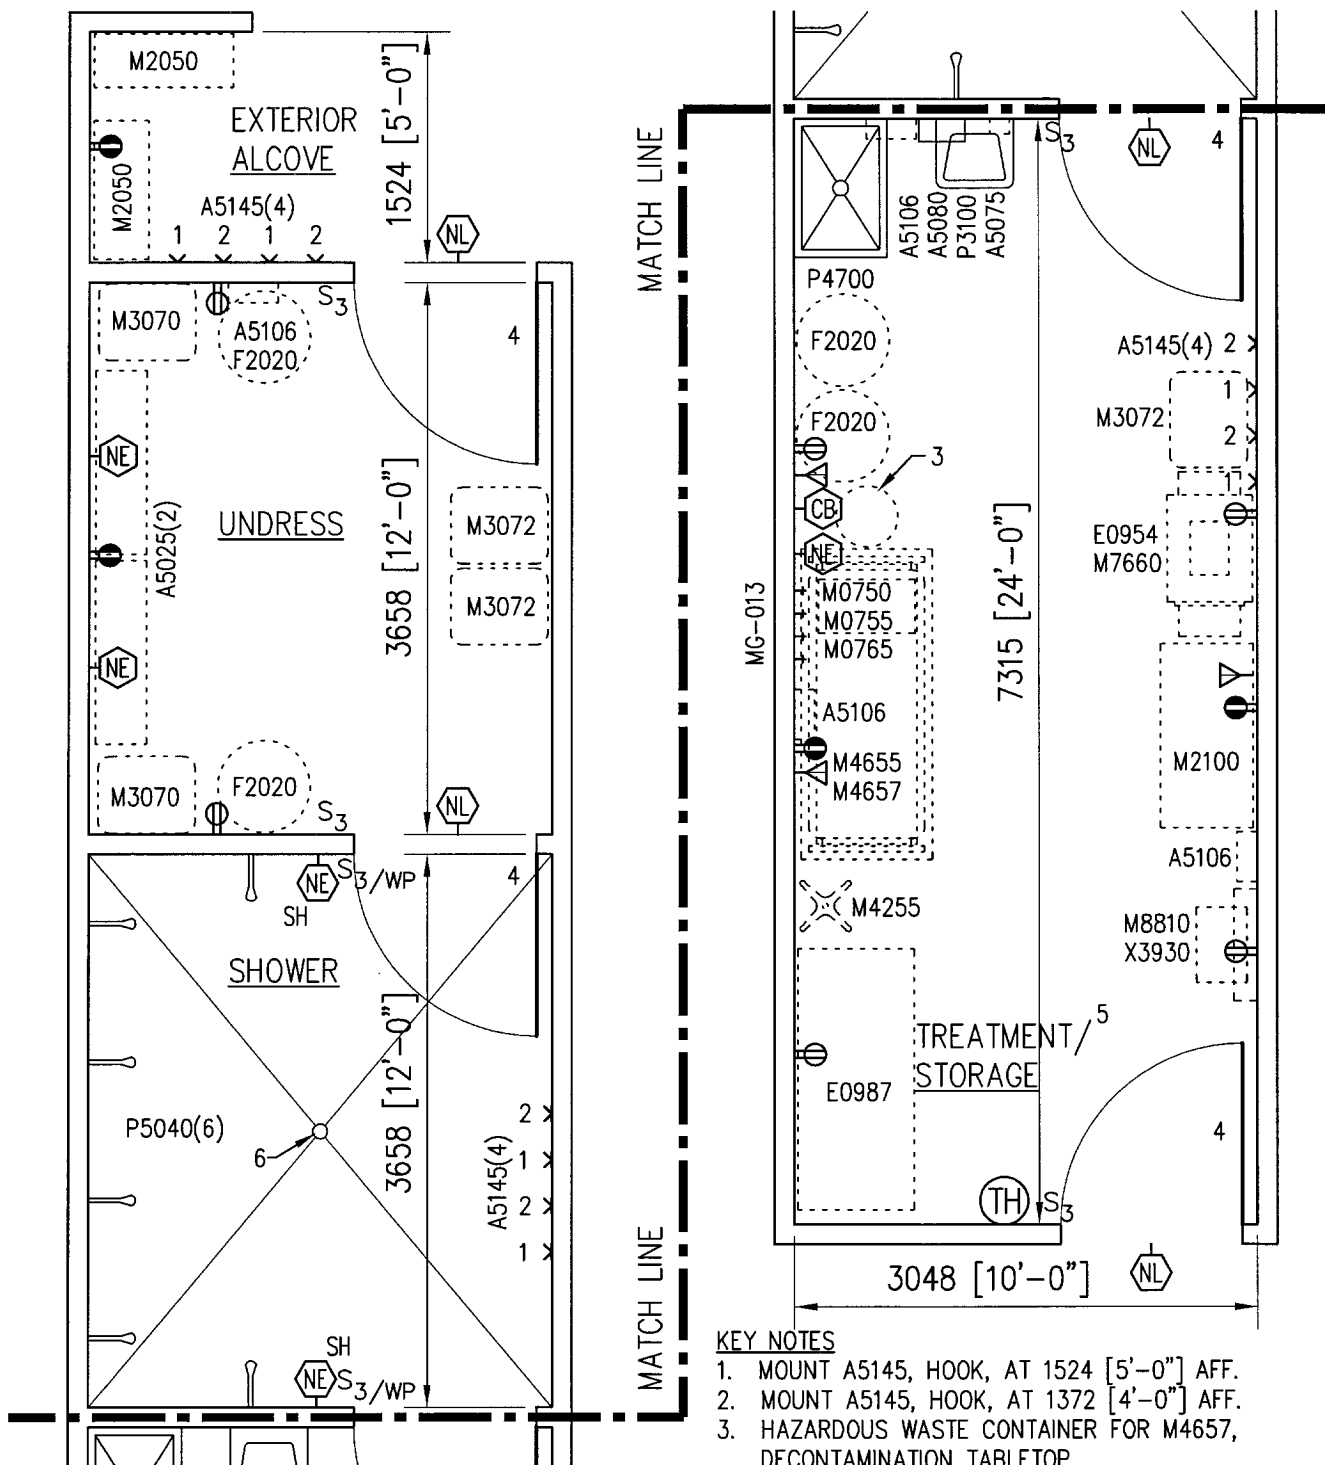 M2050
EXTERIOR
ALCOVE
M2050
A5145(4)
1 2 1 2
1524 [5'-0"]
NL
M3070
A5106
F2020
S3
4
NE
A5025(2)
UNDRESS
3658 [12'-0"]
M3072
M3072
NE
M3070
F2020
S3
NL
NE
S3/WP
SH
4
SHOWER
3658 [12'-0"]
P5040(6)
6
A5145(4)
2
1
2
1
SH
NE
S3/WP
MATCH LINE
MATCH LINE
S3
NL
4
A5106
A5080
P3100
A5075
P4700
F2020
F2020
3
CB
NE
A5145(4) 2
1
2
1
M3072
E0954
M7660
MG-013
M0750
M0755
M0765
A5106
M4655
M4657
7315 [24'-0"]
M2100
A5106
M4255
M8810
X3930
TREATMENT/
STORAGE
5
E0987
4
TH
S3
3048 [10'-0"]
NL
KEY NOTES
1. MOUNT A5145, HOOK, AT 1524 [5'-0"] AFF.
2. MOUNT A5145, HOOK, AT 1372 [4'-0"] AFF.
3. HAZARDOUS WASTE CONTAINER FOR M4657,
DECONTAMINATION TABLETOP